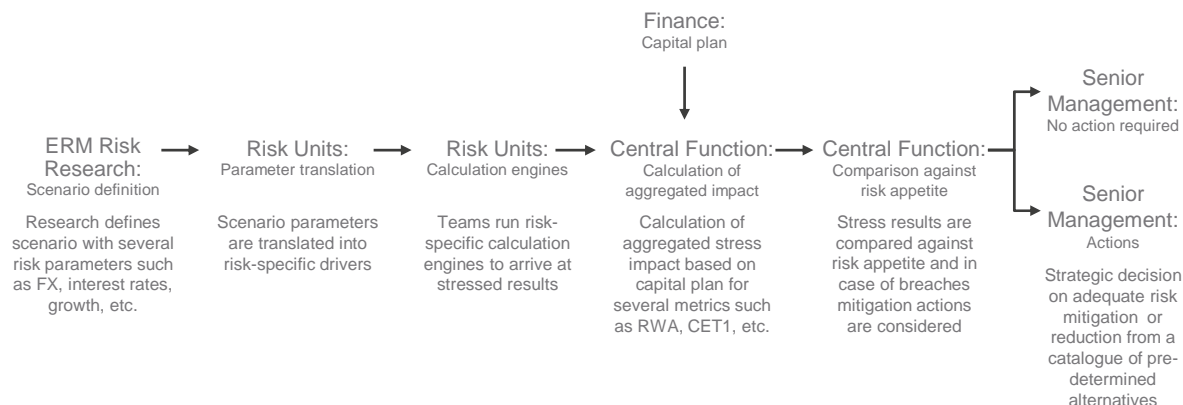 Finance:
Capital plan
ERM Risk
Research:
Scenario definition
Research defines
scenario with several
risk parameters such
as FX, interest rates,
growth, etc.
Risk Units:
Parameter translation
Scenario parameters
are translated into
risk-specific drivers
Risk Units:
Calculation engines
Teams run risk-
specific calculation
engines to arrive at
stressed results
Central Function:
Calculation of
aggregated impact
Calculation of
aggregated stress
impact based on
capital plan for
several metrics such
as RWA, CET1, etc.
Central Function:
Comparison against
risk appetite
Stress results are
compared against
risk appetite and in
case of breaches
mitigation actions
are considered
Senior
Management:
No action required
Senior
Management:
Actions
Strategic decision
on adequate risk
mitigation or
reduction from a
catalogue of pre-
determined
alternatives